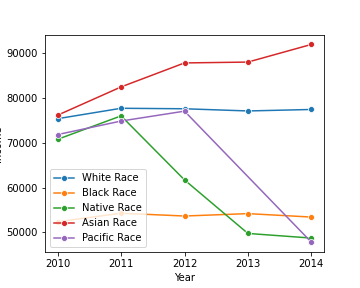 90000
80000
70000
60000
50000
White Race
Black Race
Native Race
Asian Race
Pacific Race
2010
2011
2012
2013
2014
Year